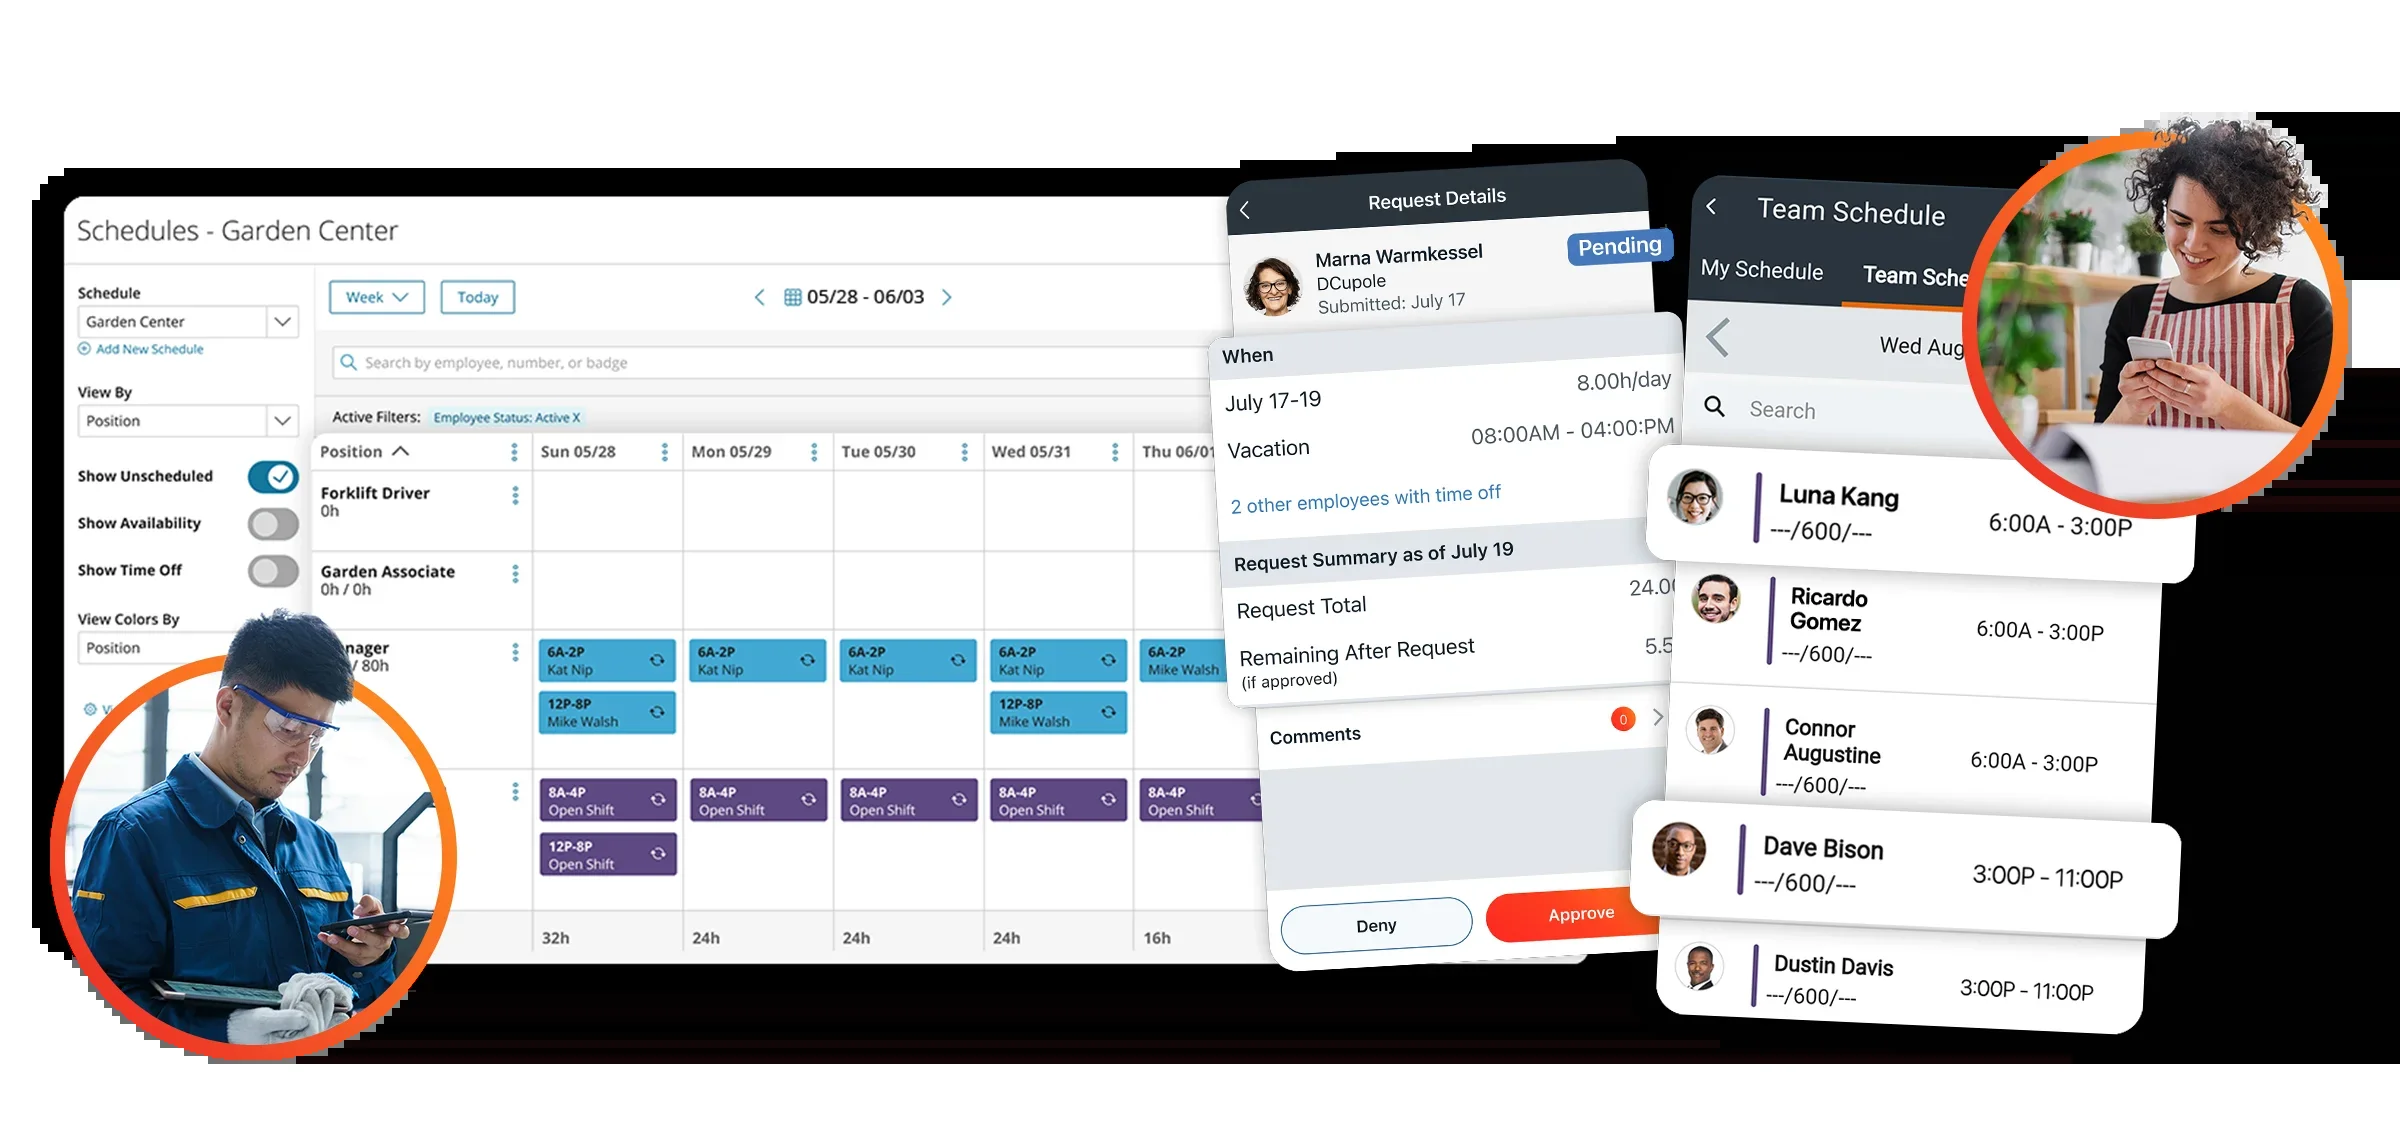 Schedules - Garden Center
Schedule
Garden Center
Add New Schedule
View By
Position
Show Unscheduled
Show Availability
Show Time Off
View Colors By
Position
Week
Today
05/28 - 06/03
Search by employee, number, or badge
Active Filters: Employee Status: Active X
Position Sun 05/28 Mon 05/29 Tue 05/30 Wed 05/31 Thu 06/01
Forklift Driver
0h
Garden Associate
0h / 0h
nager
/ 80h
6A-2P 6A-2P 6A-2P 6A-2P 6A-2P
Kat Nip Kat Nip Kat Nip Kat Nip Mike Walsh
12P-8P 12P-8P
Mike Walsh Mike Walsh
8A-4P 8A-4P 8A-4P 8A-4P 8A-4P
Open Shift Open Shift Open Shift Open Shift Open Shift
12P-8P
Open Shift
32h 24h 24h 24h 16h
Request Details
Marna Warmkessel
Pending
DCupole
Submitted: July 17
When
July 17-19 8.00h/day
Vacation 08:00AM - 04:00:PM
2 other employees with time off
Request Summary as of July 19
Request Total 24.00
Remaining After Request 5.5
(if approved)
Comments 0
Deny Approve
Team Schedule
My Schedule Team Sche
Wed Aug
Search
Luna Kang
---/600/---
6:00A - 3:00P
Ricardo
Gomez
---/600/---
6:00A - 3:00P
Connor
Augustine
---/600/---
6:00A - 3:00P
Dave Bison
---/600/---
3:00P - 11:00P
Dustin Davis
---/600/---
3:00P - 11:00P